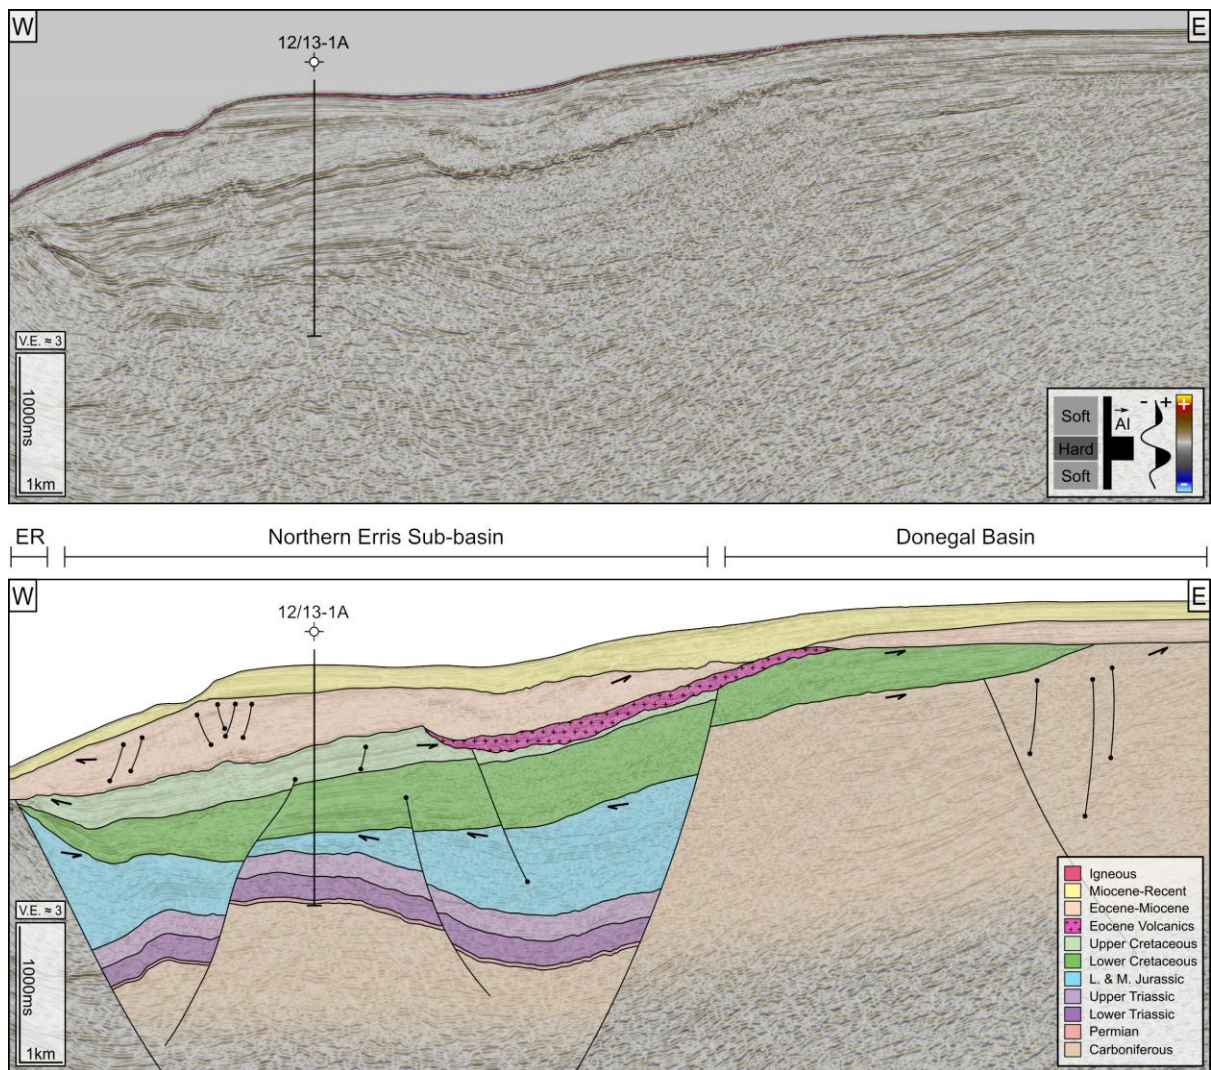 W
E
12/13-1A
V.E. ≈ 3
1000ms
1km
Soft
Hard
Soft
AI
- +
+
-
ER
Northern Erris Sub-basin
Donegal Basin
W
E
12/13-1A
V.E. ≈ 3
1000ms
1km
Igneous
Miocene-Recent
Eocene-Miocene
Eocene Volcanics
Upper Cretaceous
Lower Cretaceous
L. & M. Jurassic
Upper Triassic
Lower Triassic
Permian
Carboniferous